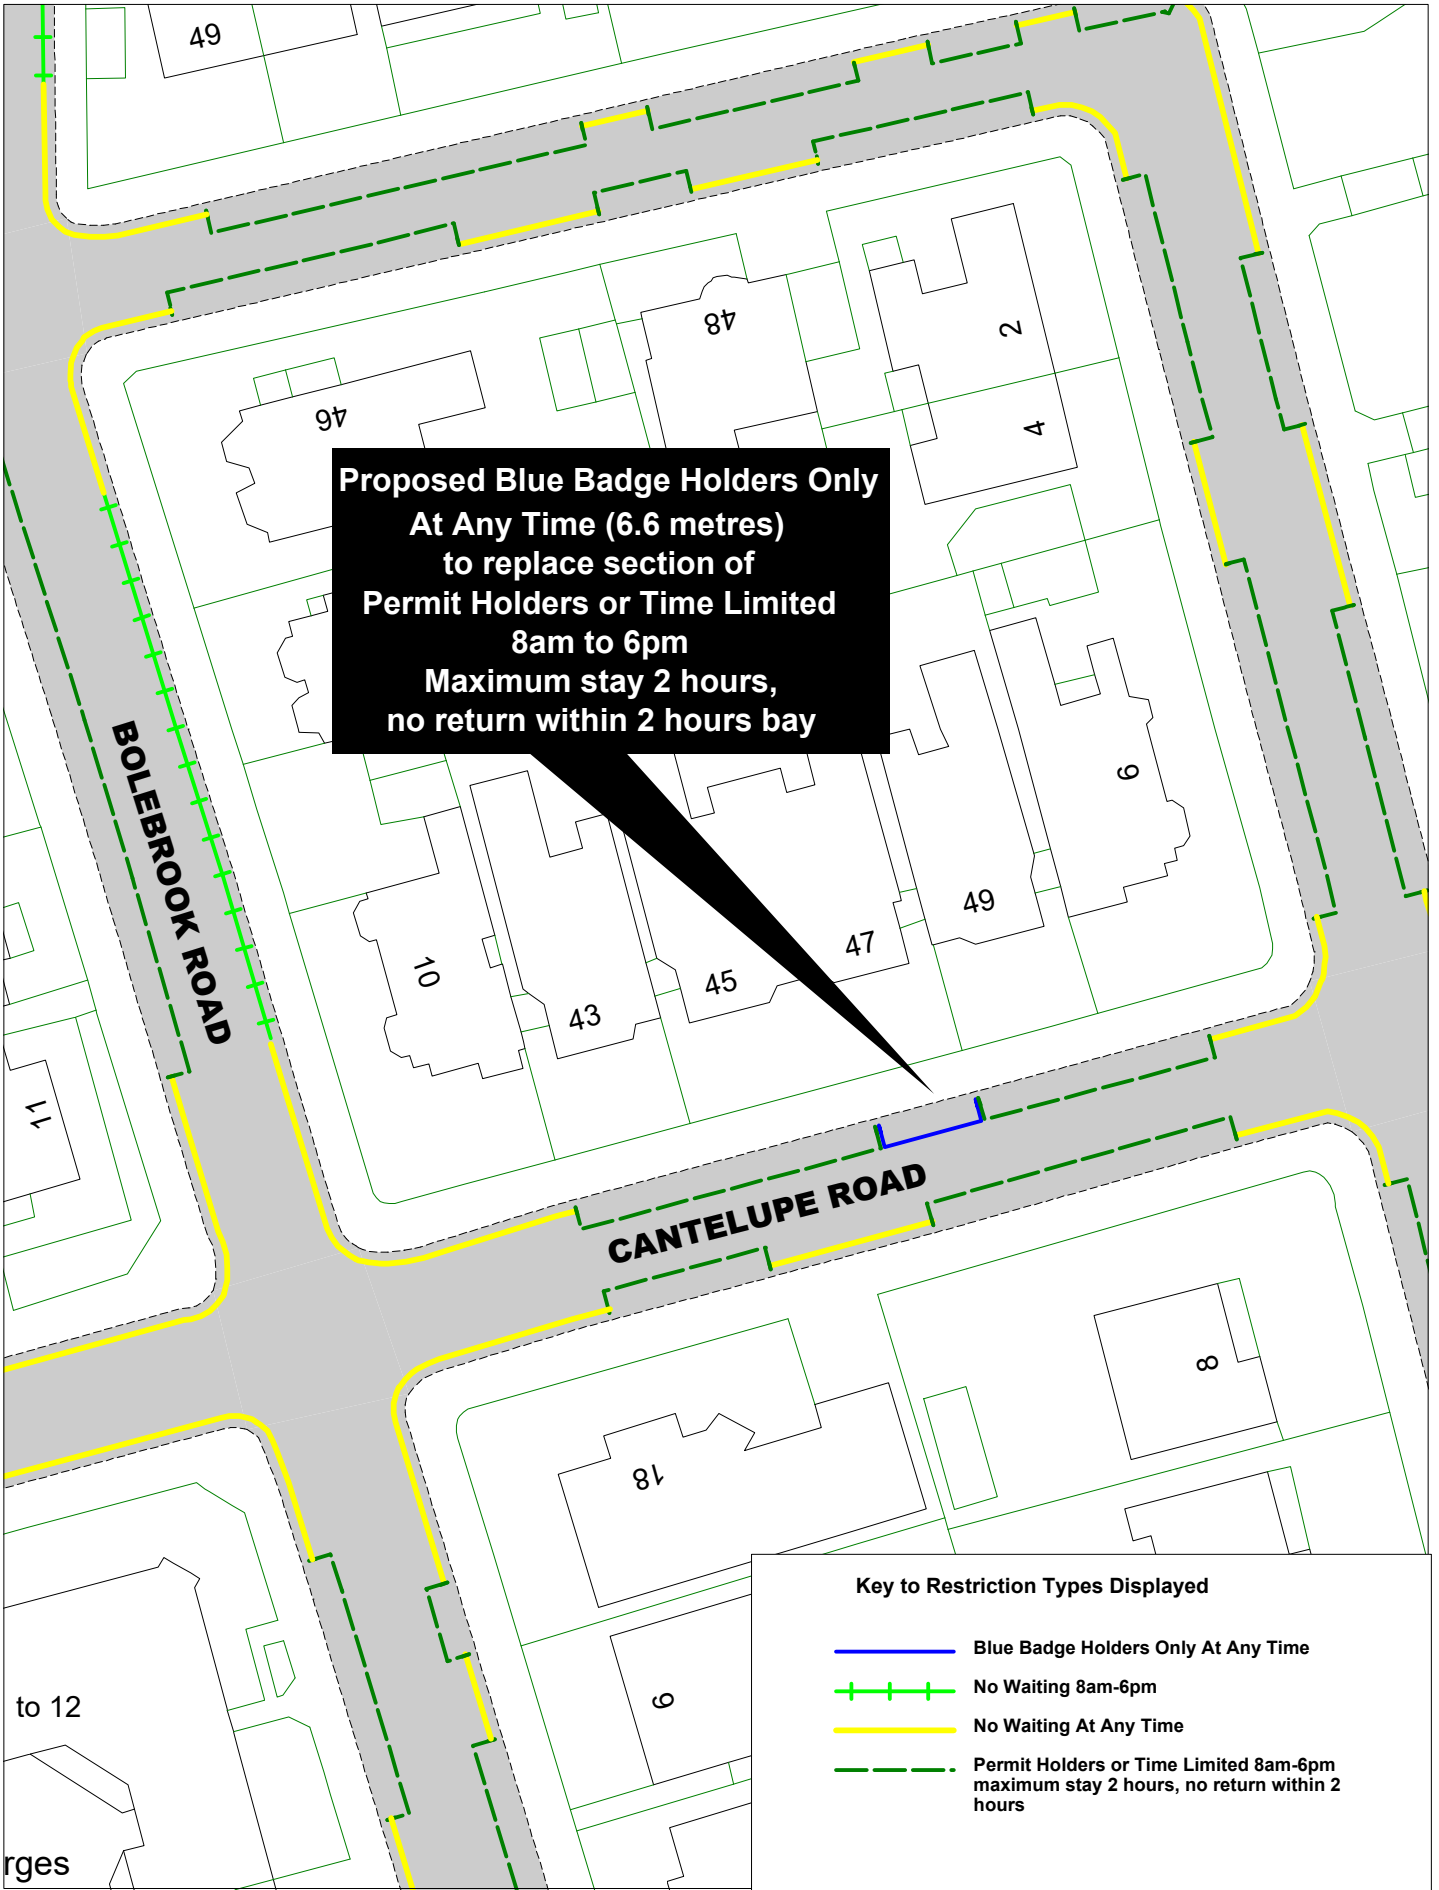 49
48
2
46
4
Proposed Blue Badge Holders Only
At Any Time (6.6 metres)
to replace section of
Permit Holders or Time Limited
8am to 6pm
Maximum stay 2 hours,
no return within 2 hours bay
BOLEBROOK ROAD
6
49
47
10
45
43
11
CANTELUPE ROAD
8
18
9
to 12
rges
Key to Restriction Types Displayed
Blue Badge Holders Only At Any Time
No Waiting 8am-6pm
No Waiting At Any Time
Permit Holders or Time Limited 8am-6pm
maximum stay 2 hours, no return within 2
hours